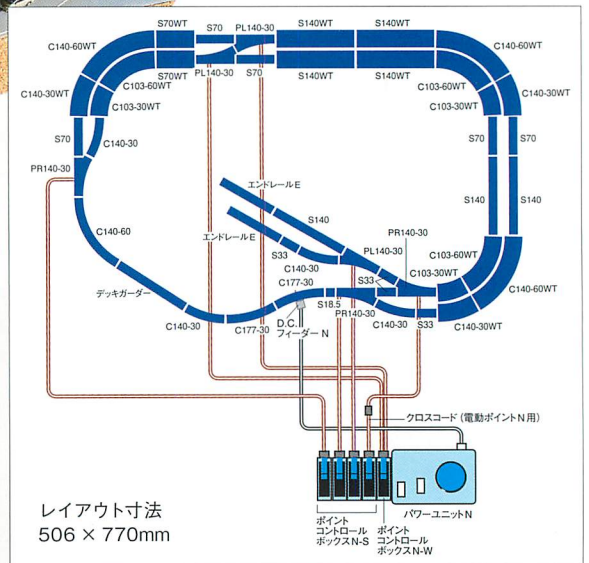 S70WT
S70
PL140-30
S140WT
S140WT
C140-60WT
C140-60WT
S70WT
PL140-30
S70
S140WT
S140WT
C140-30WT
C103-60WT
C103-60WT
C140-30WT
C103-30WT
C103-30WT
S70
C140-30
S70
S70
PR140-30
エンドレールE
S140
S140
S140
PR140-30
C140-60
エンドレールE
PL140-30
C103-60WT
S33
C140-30
S33
C103-30WT
C140-60WT
デッキガーダー
C177-30
S18.5
PR140-30
C140-30
S33
C140-30WT
C140-30
C177-30
D.C.
フィーダー N
クロスコード(電動ポイントN用)
レイアウト寸法
506 × 770mm
ポイント
コントロール
ボックスN-S
ポイント
コントロール
ボックスN-W
パワーユニットN